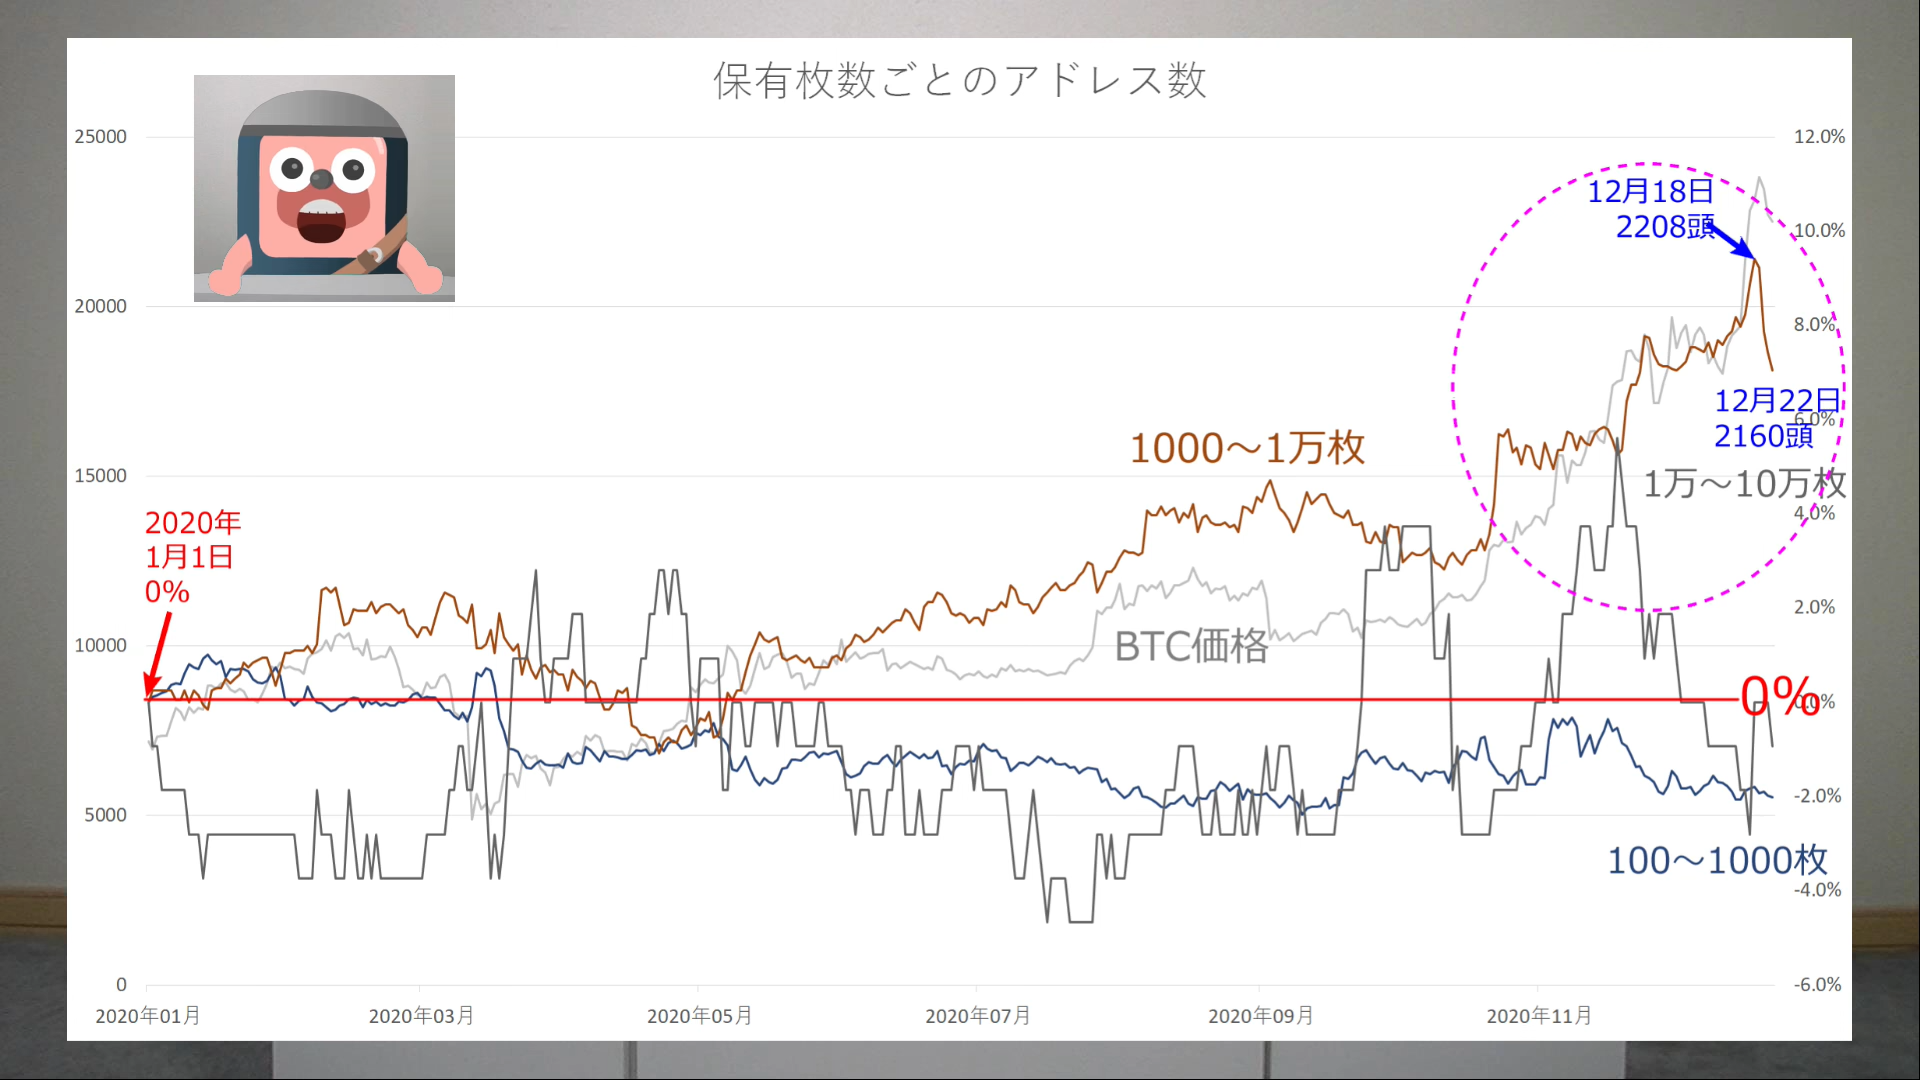 保有枚数ごとのアドレス数
25000
20000
15000
10000
5000
0
12.0%
10.0%
8.0%
6.0%
4.0%
2.0%
0.0%
-2.0%
-4.0%
-6.0%
2020年
1月1日
0%
12月18日
2208頭
12月22日
2160頭
1000～1万枚
1万～10万枚
BTC価格
0%
100～1000枚
2020年01月
2020年03月
2020年05月
2020年07月
2020年09月
2020年11月